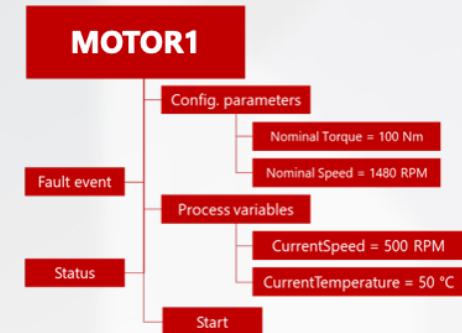 MOTOR1
Config. parameters
Nominal Torque = 100 Nm
Nominal Speed = 1480 RPM
Fault event
Process variables
CurrentSpeed = 500 RPM
Status
CurrentTemperature = 50 °C
Start